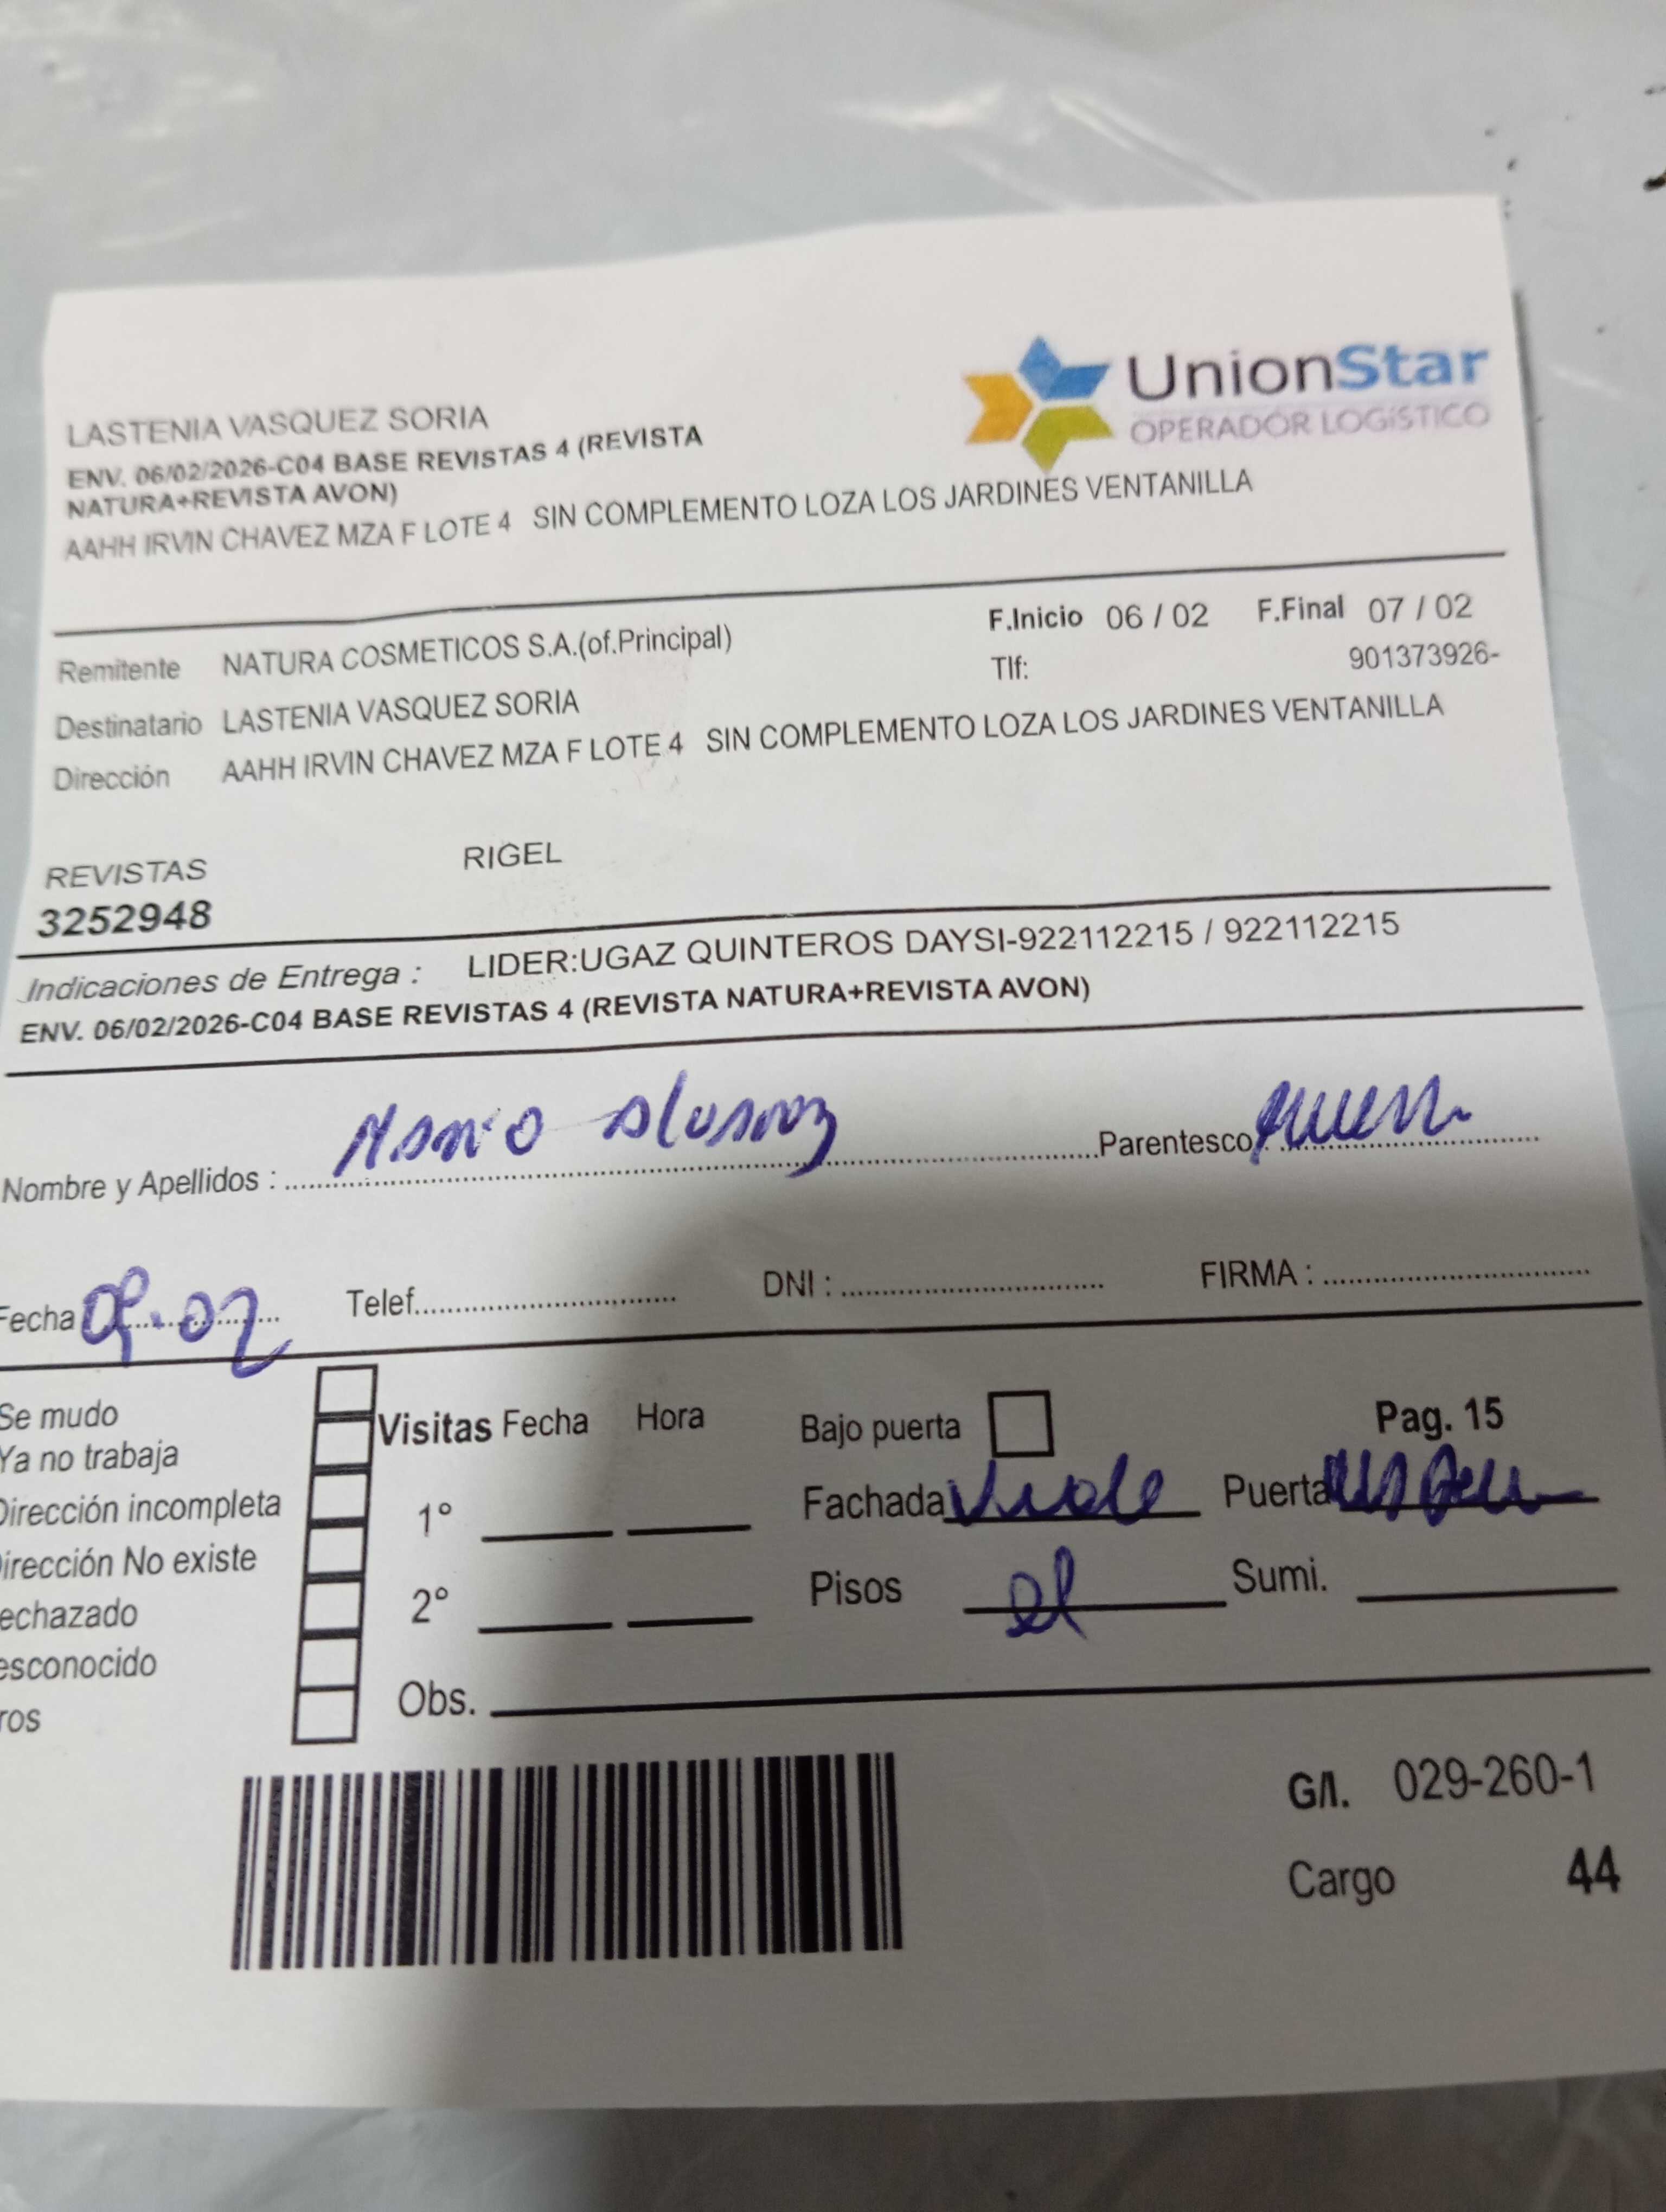 UnionStar
OPERADOR LOGÍSTICO
LASTENIA VASQUEZ SORIA
ENV. 06/02/2026-C04 BASE REVISTAS 4 (REVISTA
NATURA+REVISTA AVON)
AAHH IRVIN CHAVEZ MZA F LOTE 4 SIN COMPLEMENTO LOZA LOS JARDINES VENTANILLA
F.Inicio 06 / 02 F.Final 07 / 02
Remitente NATURA COSMETICOS S.A.(of.Principal)
Tlf: 901373926-
Destinatario LASTENIA VASQUEZ SORIA
Dirección AAHH IRVIN CHAVEZ MZA F LOTE 4 SIN COMPLEMENTO LOZA LOS JARDINES VENTANILLA
REVISTAS RIGEL
3252948
Indicaciones de Entrega : LIDER:UGAZ QUINTEROS DAYSI-922112215 / 922112215
ENV. 06/02/2026-C04 BASE REVISTAS 4 (REVISTA NATURA+REVISTA AVON)
Nombre y Apellidos : Parentesco
Fecha 09.02 Telef. DNI : FIRMA :
Se mudo
Ya no trabaja
Dirección incompleta
irección No existe
echazado
esconocido
ros
Visitas Fecha Hora
1°
2°
Obs.
Bajo puerta Pag. 15
Fachada Puerta
Pisos Sumi.
G/I. 029-260-1
Cargo 44